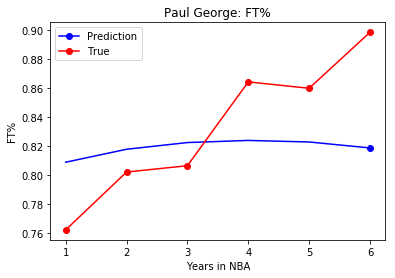 Paul George: FT%
Prediction
True
FT%
0.90
0.88
0.86
0.84
0.82
0.80
0.78
0.76
1 2 3 4 5 6
Years in NBA